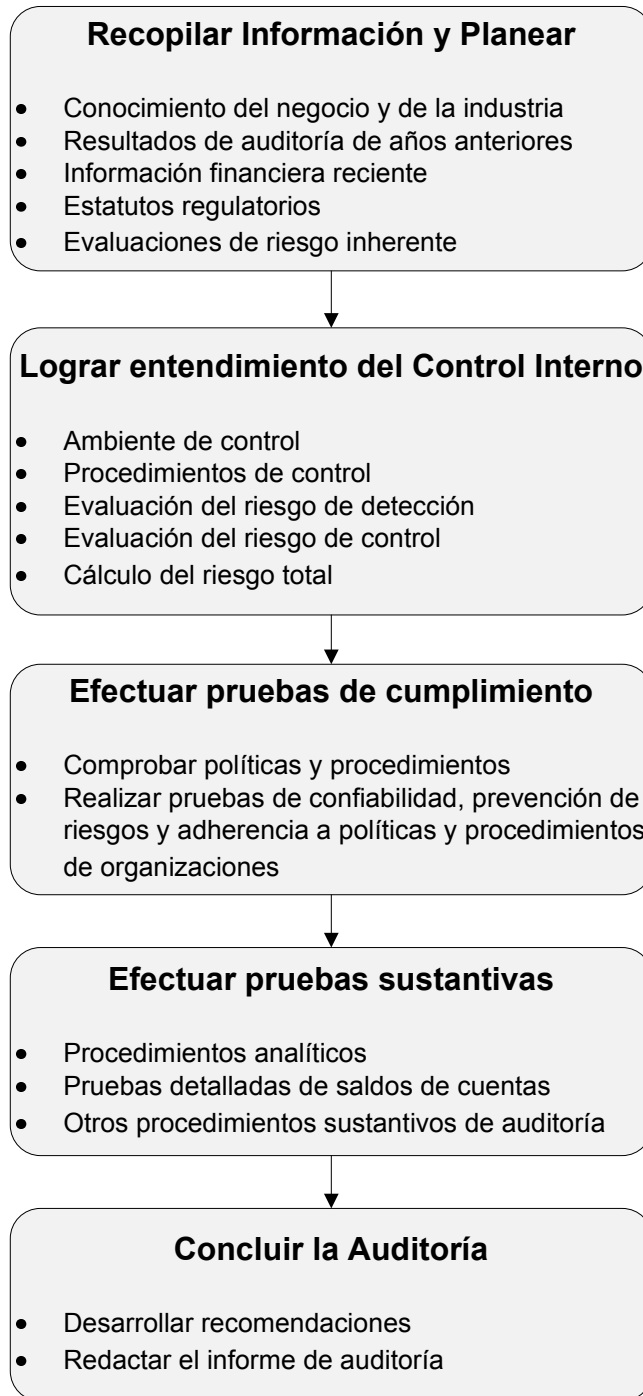 Recopilar Información y Planear
• Conocimiento del negocio y de la industria
• Resultados de auditoría de años anteriores
• Información financiera reciente
• Estatutos regulatorios
• Evaluaciones de riesgo inherente
Lograr entendimiento del Control Interno
• Ambiente de control
• Procedimientos de control
• Evaluación del riesgo de detección
• Evaluación del riesgo de control
• Cálculo del riesgo total
Efectuar pruebas de cumplimiento
• Comprobar políticas y procedimientos
• Realizar pruebas de confiabilidad, prevención de
riesgos y adherencia a políticas y procedimientos
de organizaciones
Efectuar pruebas sustantivas
• Procedimientos analíticos
• Pruebas detalladas de saldos de cuentas
• Otros procedimientos sustantivos de auditoría
Concluir la Auditoría
• Desarrollar recomendaciones
• Redactar el informe de auditoría